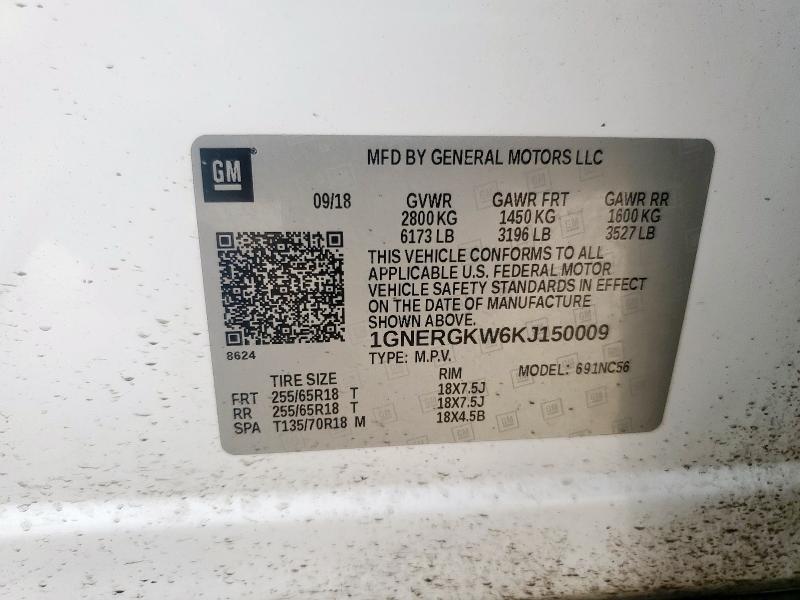 GM
MFD BY GENERAL MOTORS LLC
09/18 GVWR GAWR FRT GAWR RR
2800 KG 1450 KG 1600 KG
6173 LB 3196 LB 3527 LB
THIS VEHICLE CONFORMS TO ALL
APPLICABLE U.S. FEDERAL MOTOR
VEHICLE SAFETY STANDARDS IN EFFECT
ON THE DATE OF MANUFACTURE
SHOWN ABOVE.
1GNERGKW6KJ150009
8624
TYPE: M.P.V. MODEL: 691NC56
TIRE SIZE RIM
FRT 255/65R18 T 18X7.5J
RR 255/65R18 T 18X7.5J
SPA T135/70R18 M 18X4.5B